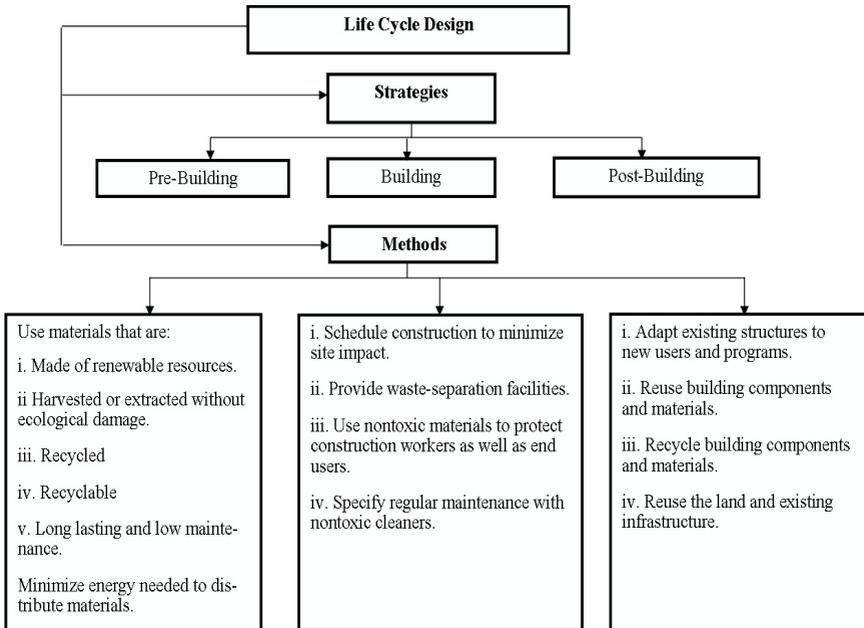 Life Cycle Design
Strategies
Pre-Building
Building
Post-Building
Methods
Use materials that are:
i. Made of renewable resources.
ii Harvested or extracted without
ecological damage.
iii. Recycled
iv. Recyclable
v. Long lasting and low mainte-
nance.
Minimize energy needed to dis-
tribute materials.
i. Schedule construction to minimize
site impact.
ii. Provide waste-separation facilities.
iii. Use nontoxic materials to protect
construction workers as well as end
users.
iv. Specify regular maintenance with
nontoxic cleaners.
i. Adapt existing structures to
new users and programs.
ii. Reuse building components
and materials.
iii. Recycle building components
and materials.
iv. Reuse the land and existing
infrastructure.